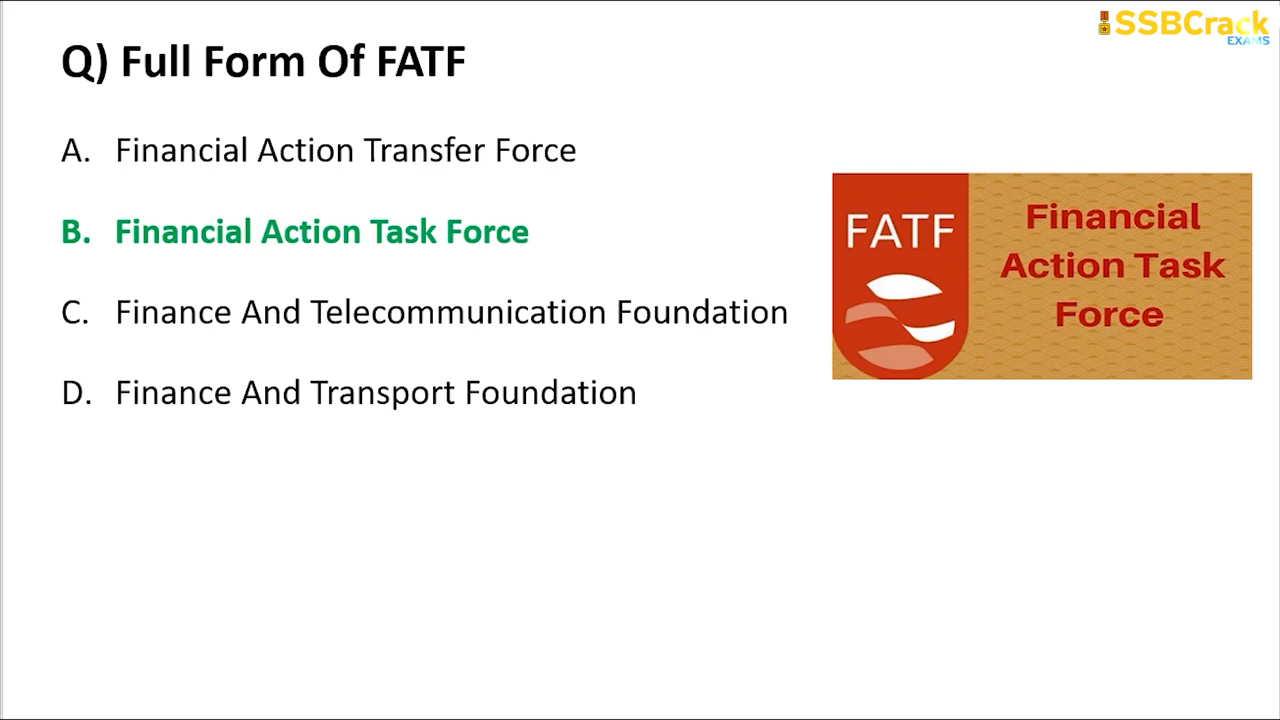 SSBCrack
EXAMS
Q) Full Form Of FATF
A. Financial Action Transfer Force
B. Financial Action Task Force
C. Finance And Telecommunication Foundation
D. Finance And Transport Foundation
FATF
Financial
Action Task
Force